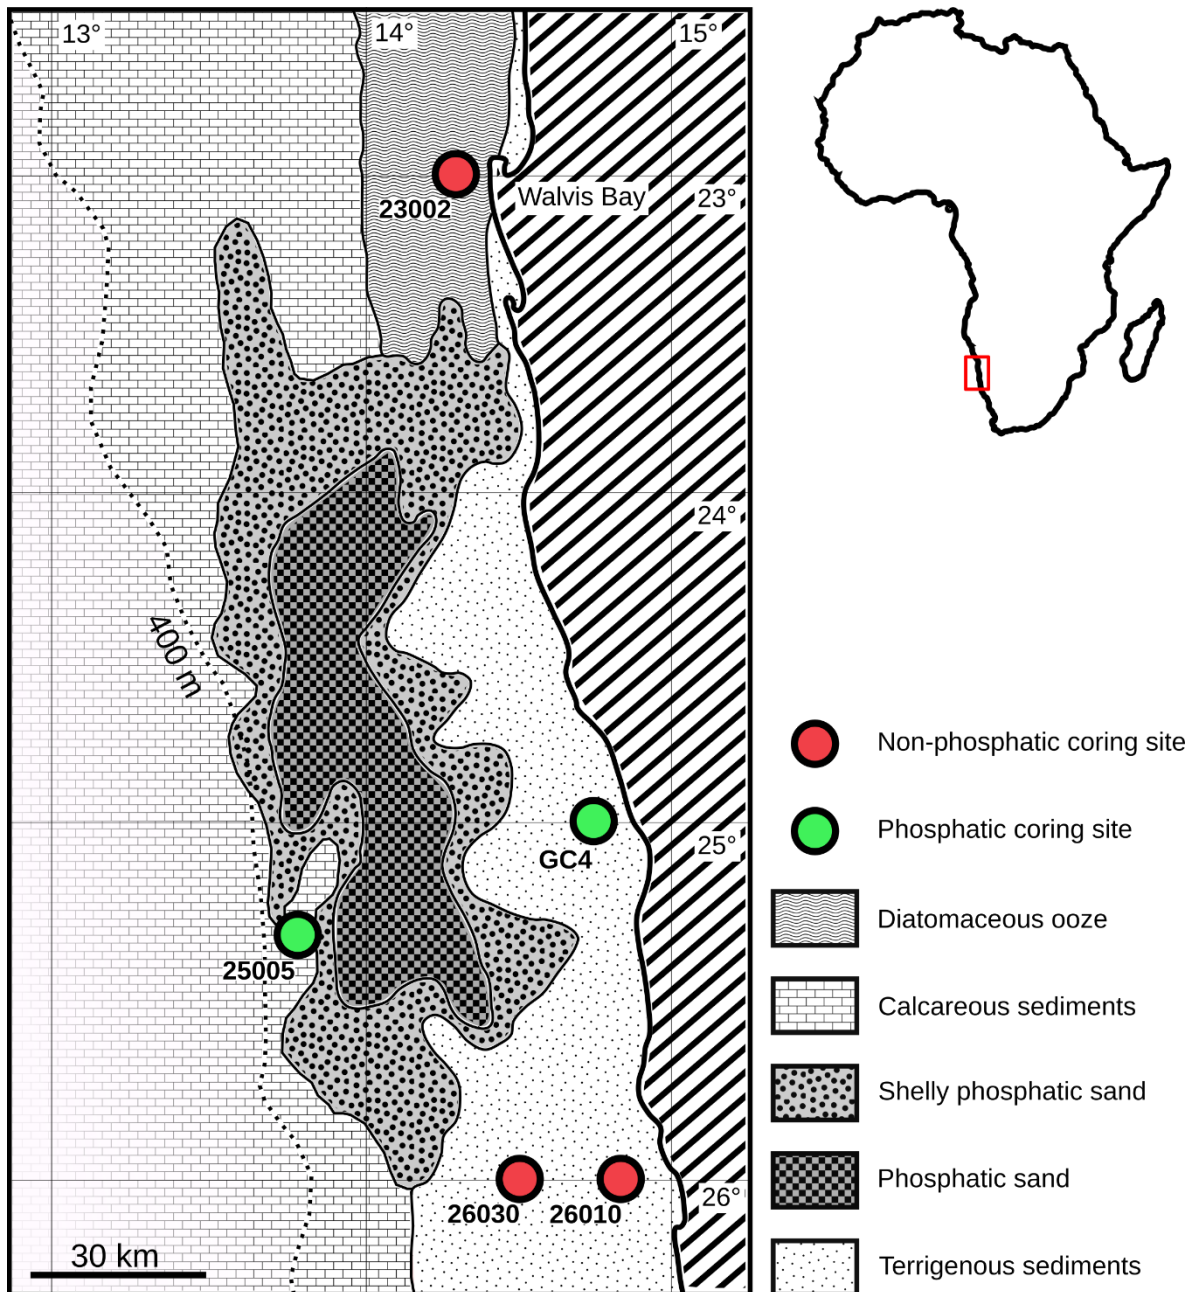 13°
14°
15°
23002
Walvis Bay
23°
24°
400 m
25°
GC4
25005
26°
26030
26010
30 km
Non-phosphatic coring site
Phosphatic coring site
Diatomaceous ooze
Calcareous sediments
Shelly phosphatic sand
Phosphatic sand
Terrigenous sediments